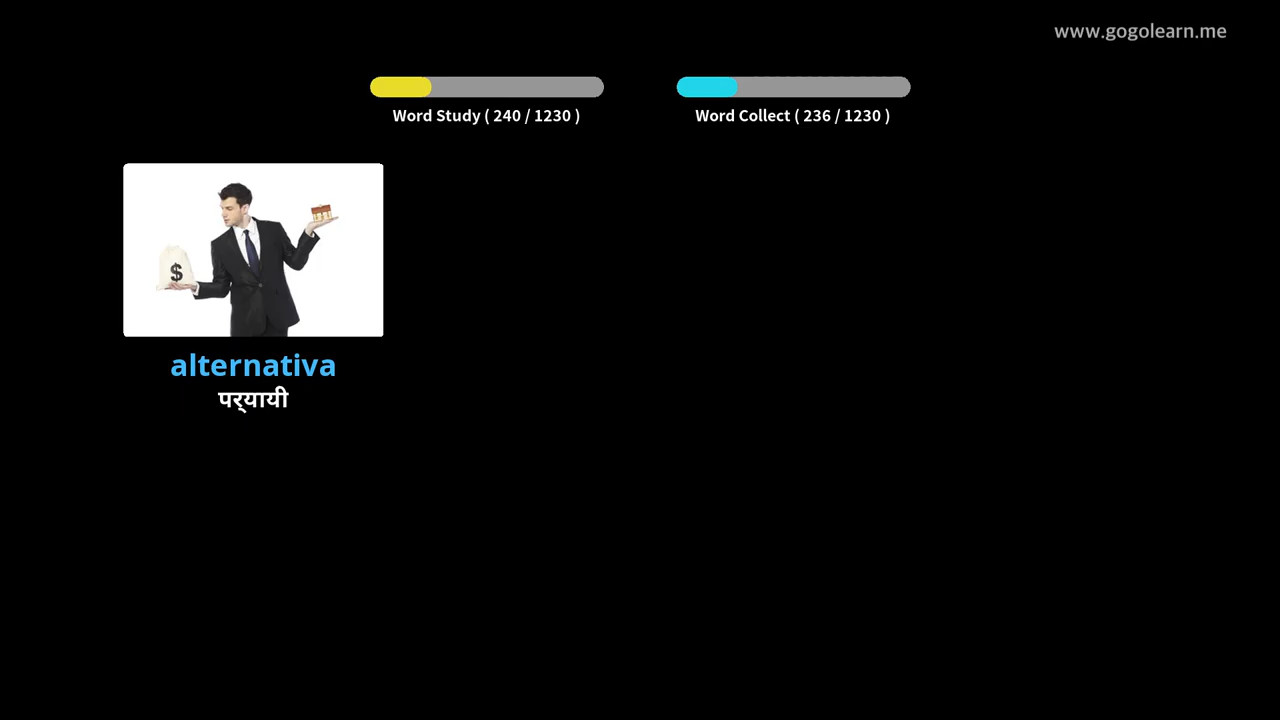 www.gogolearn.me
Word Study ( 240 / 1230 )
Word Collect ( 236 / 1230 )
$
alternativa
पर्‍यायी